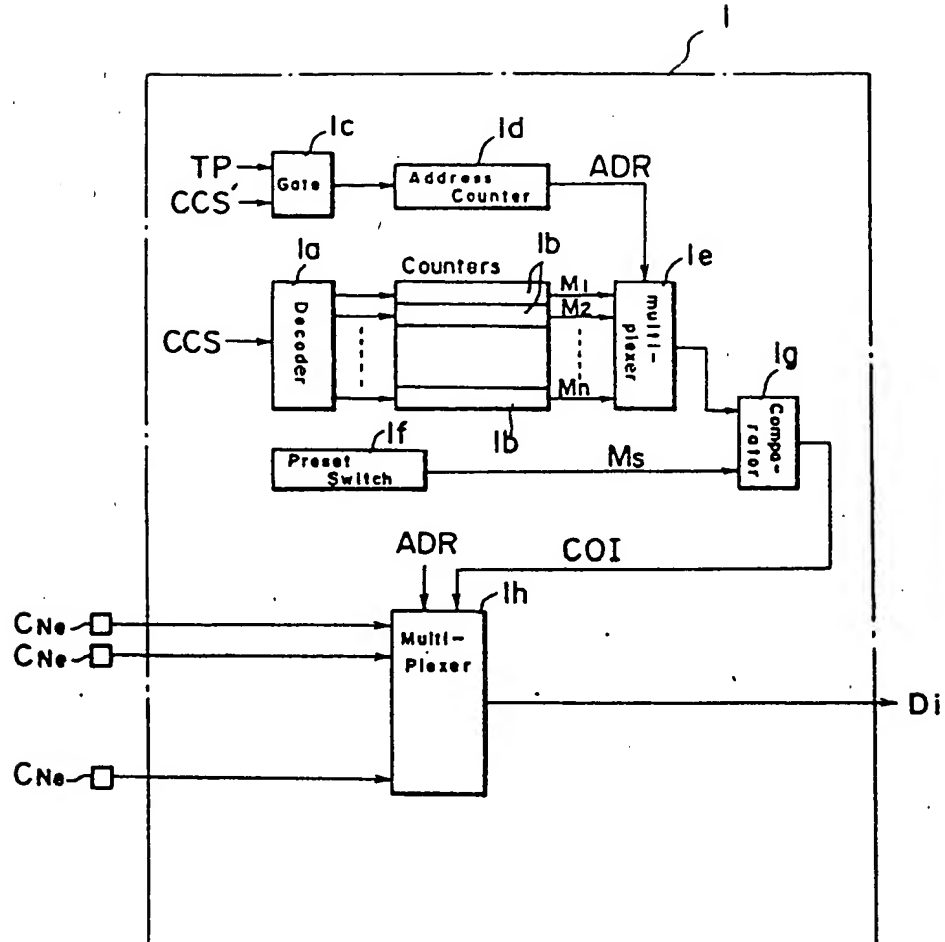 1
1c
1d
TP
CCS'
Gate
Address
Counter
ADR
1a
Counters
1b
1e
M1
M2
Decoder
CCS
multi-
plexer
1g
Mn
Compa-
rator
1f
1b
Preset
Switch
Ms
ADR
COI
1h
CNe
Multi-
Plexer
CNe
Di
CNe